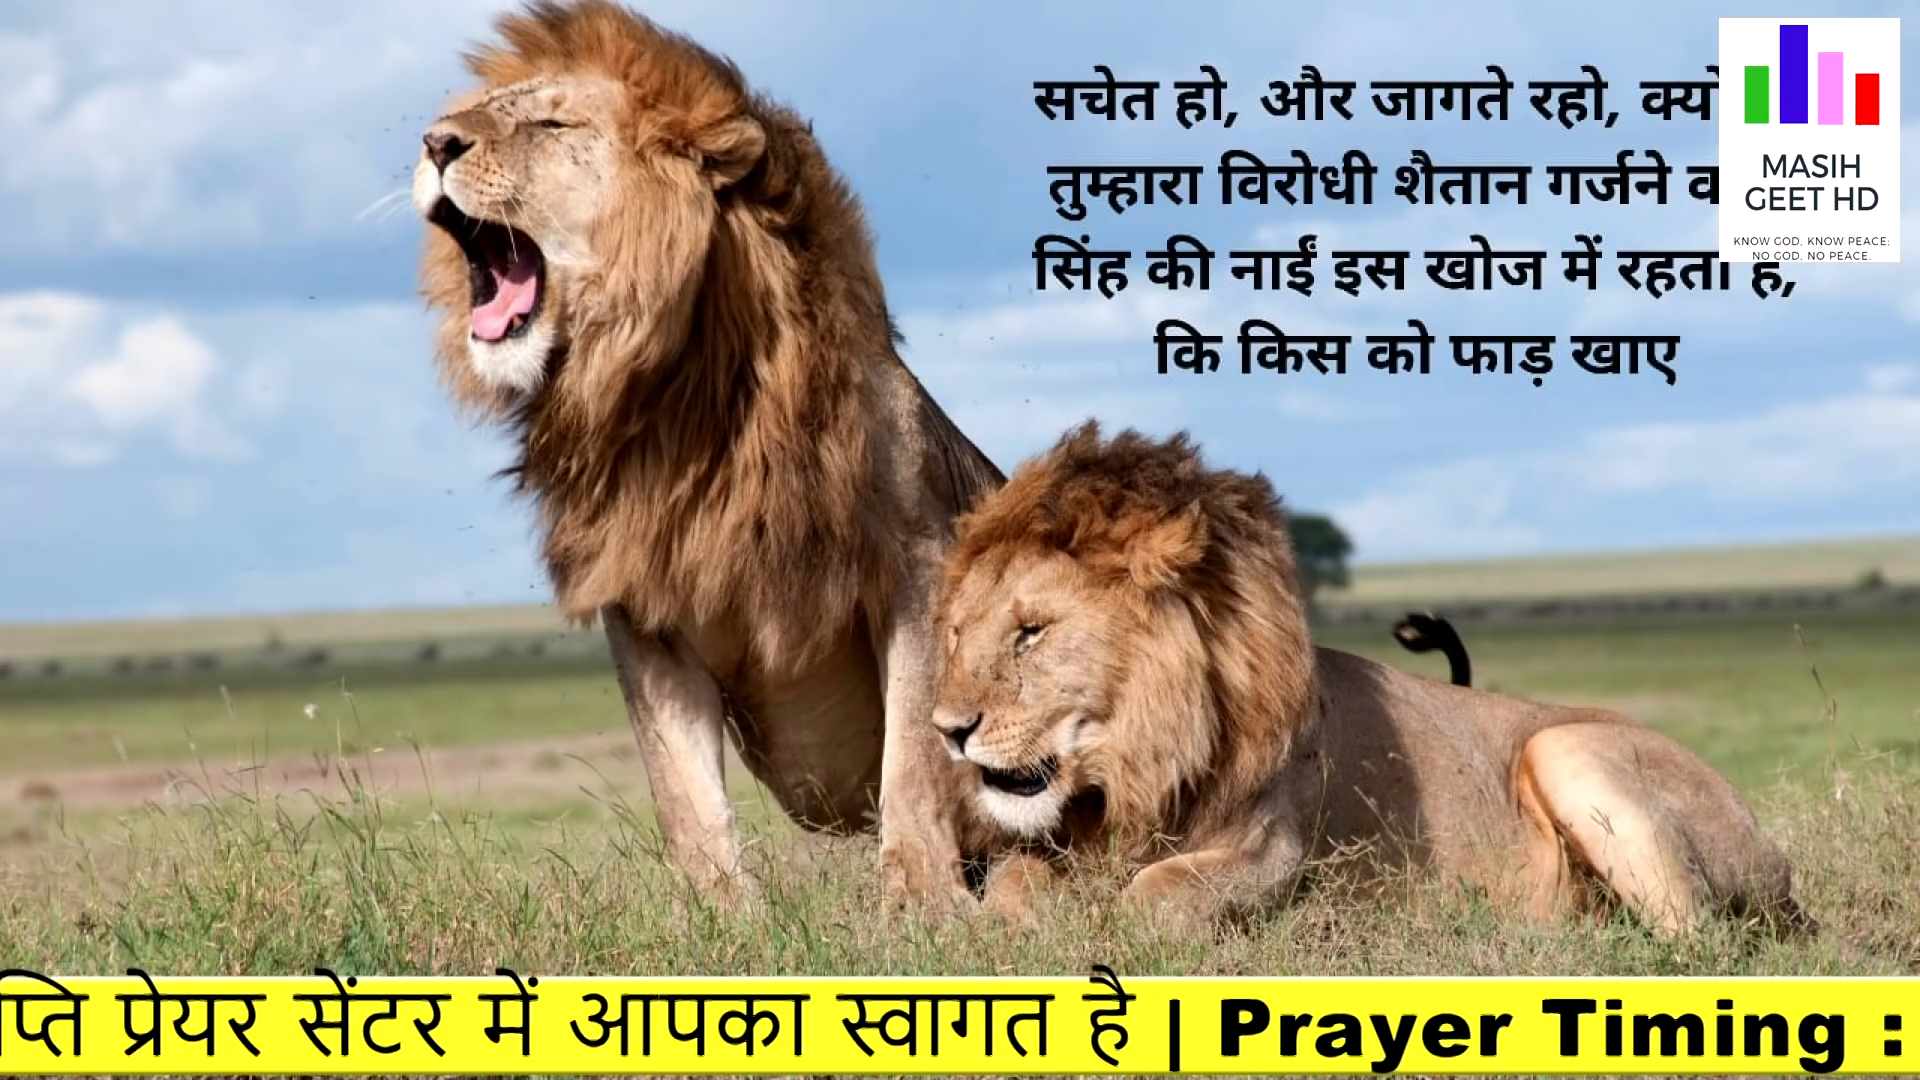 सचेत हो, और जागते रहो,
तुम्हारा विरोधी शैतान गर्जने
सिंह की नाईं इस खोज में रहता है,
कि किस को फाड़ खाए
MASIH
GEET HD
KNOW GOD, KNOW PEACE;
NO GOD, NO PEACE.
प्रेयर सेंटर में आपका स्वागत है | Prayer Timing :